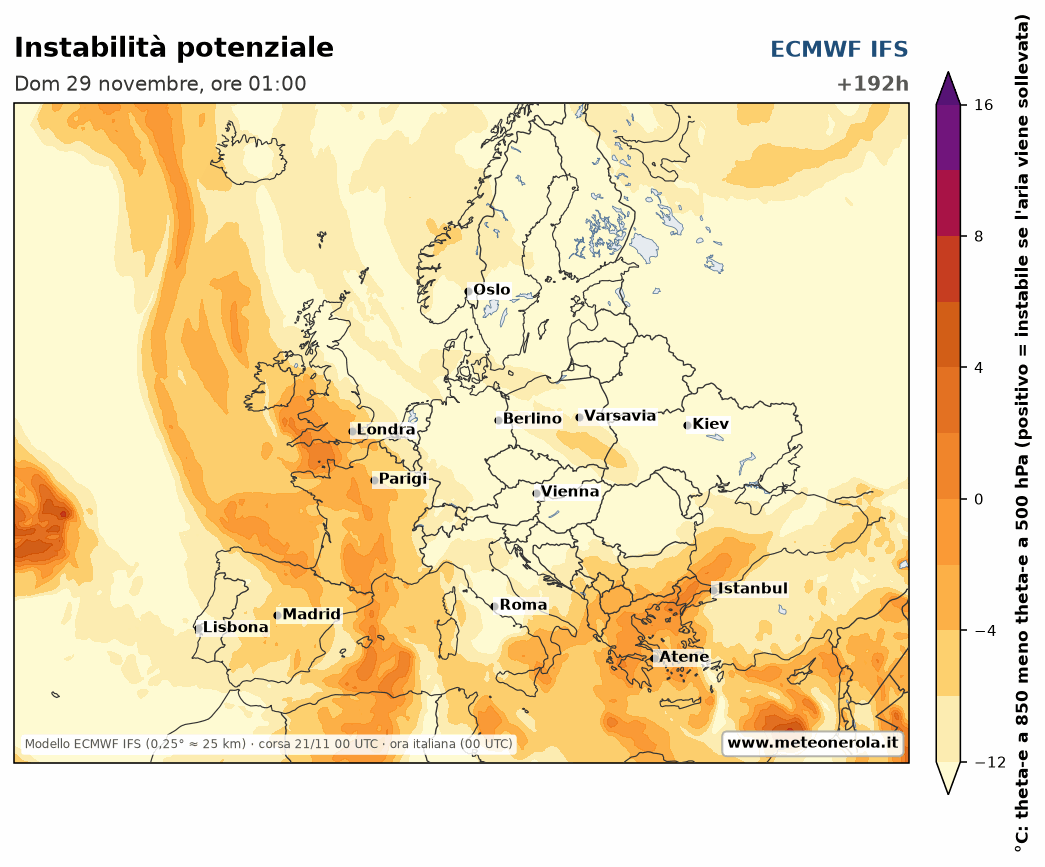 Instabilità potenziale
ECMWF IFS
Dom 29 novembre, ore 01:00
+192h
Oslo
Londra
Berlino
Varsavia
Kiev
Parigi
Vienna
Istanbul
Roma
Madrid
Lisbona
Atene
Modello ECMWF IFS (0,25° ≈ 25 km) · corsa 21/11 00 UTC · ora italiana (00 UTC)
www.meteonerola.it
16
8
4
0
−4
−12
°C: theta-e a 850 meno theta-e a 500 hPa (positivo = instabile se l'aria viene sollevata)